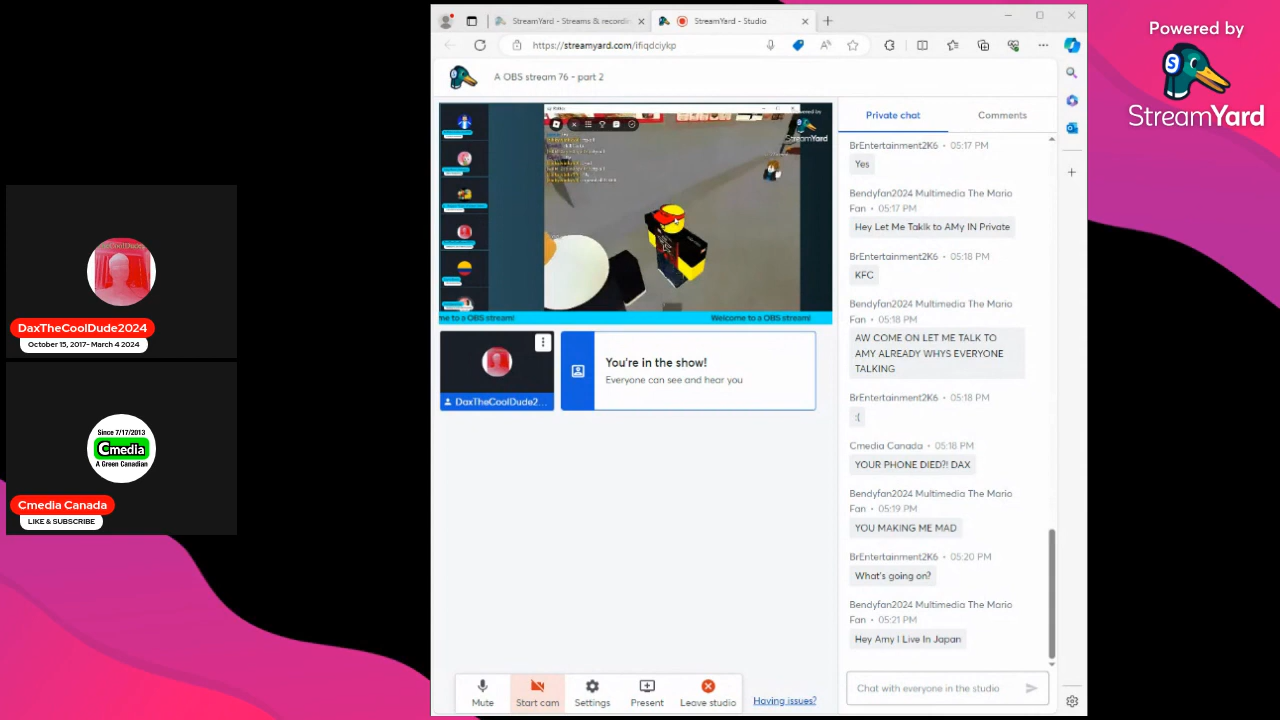 StreamYard - Streams & recordin
StreamYard - Studio
https://streamyard.com/ifiqdciykp
Powered by
StreamYard
A OBS stream 76 - part 2
Private chat
Comments
BrEntertainment2K6 • 05:17 PM
Yes
Bendyfan2024 Multimedia The Mario
Fan • 05:17 PM
Hey Let Me Taklk to AMy IN Private
BrEntertainment2K6 • 05:18 PM
KFC
Bendyfan2024 Multimedia The Mario
Fan • 05:18 PM
AW COME ON LET ME TALK TO
AMY ALREADY WHYS EVERYONE
TALKING
BrEntertainment2K6 • 05:18 PM
:(
Cmedia Canada • 05:18 PM
YOUR PHONE DIED?! DAX
Bendyfan2024 Multimedia The Mario
Fan • 05:19 PM
YOU MAKING ME MAD
BrEntertainment2K6 • 05:20 PM
What's going on?
Bendyfan2024 Multimedia The Mario
Fan • 05:21 PM
Hey Amy I Live In Japan
Chat with everyone in the studio
StreamYard
me to a OBS stream!
Welcome to a OBS stream!
DaxTheCoolDude2...
You're in the show!
Everyone can see and hear you
Mute
Start cam
Settings
Present
Leave studio
Having issues?
DaxTheCoolDude2024
October 15, 2017- March 4 2024
Since 7/17/2013
Cmedia
A Green Canadian
Cmedia Canada
LIKE & SUBSCRIBE